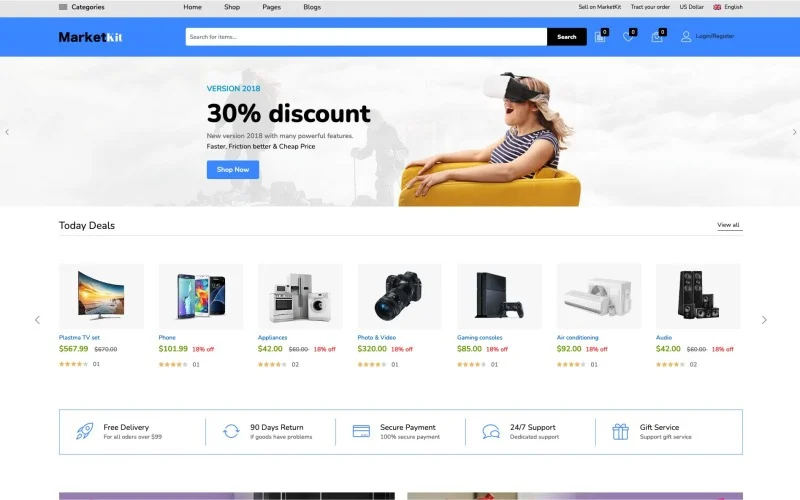 Categories
Home
Shop
Pages
Blogs
Sell on MarketKit
Tract your order
US Dollar
English
MarketKit
Search for items...
Search
0
0
0
Login/Register
VERSION 2018
30% discount
New version 2018 with many powerful features.
Faster, Friction better & Cheap Price
Shop Now
Today Deals
View all
Plastma TV set
$567.99 $670.00
01
Phone
$101.99 18% off
01
Appliances
$42.00 $60.00 18% off
02
Photo & Video
$320.00 18% off
01
Gaming consoles
$85.00 18% off
01
Air conditioning
$92.00 18% off
01
Audio
$42.00 $60.00 18% off
02
Free Delivery
For all oders over $99
90 Days Return
If goods have problems
Secure Payment
100% secure payment
24/7 Support
Dedicated support
Gift Service
Support gift service